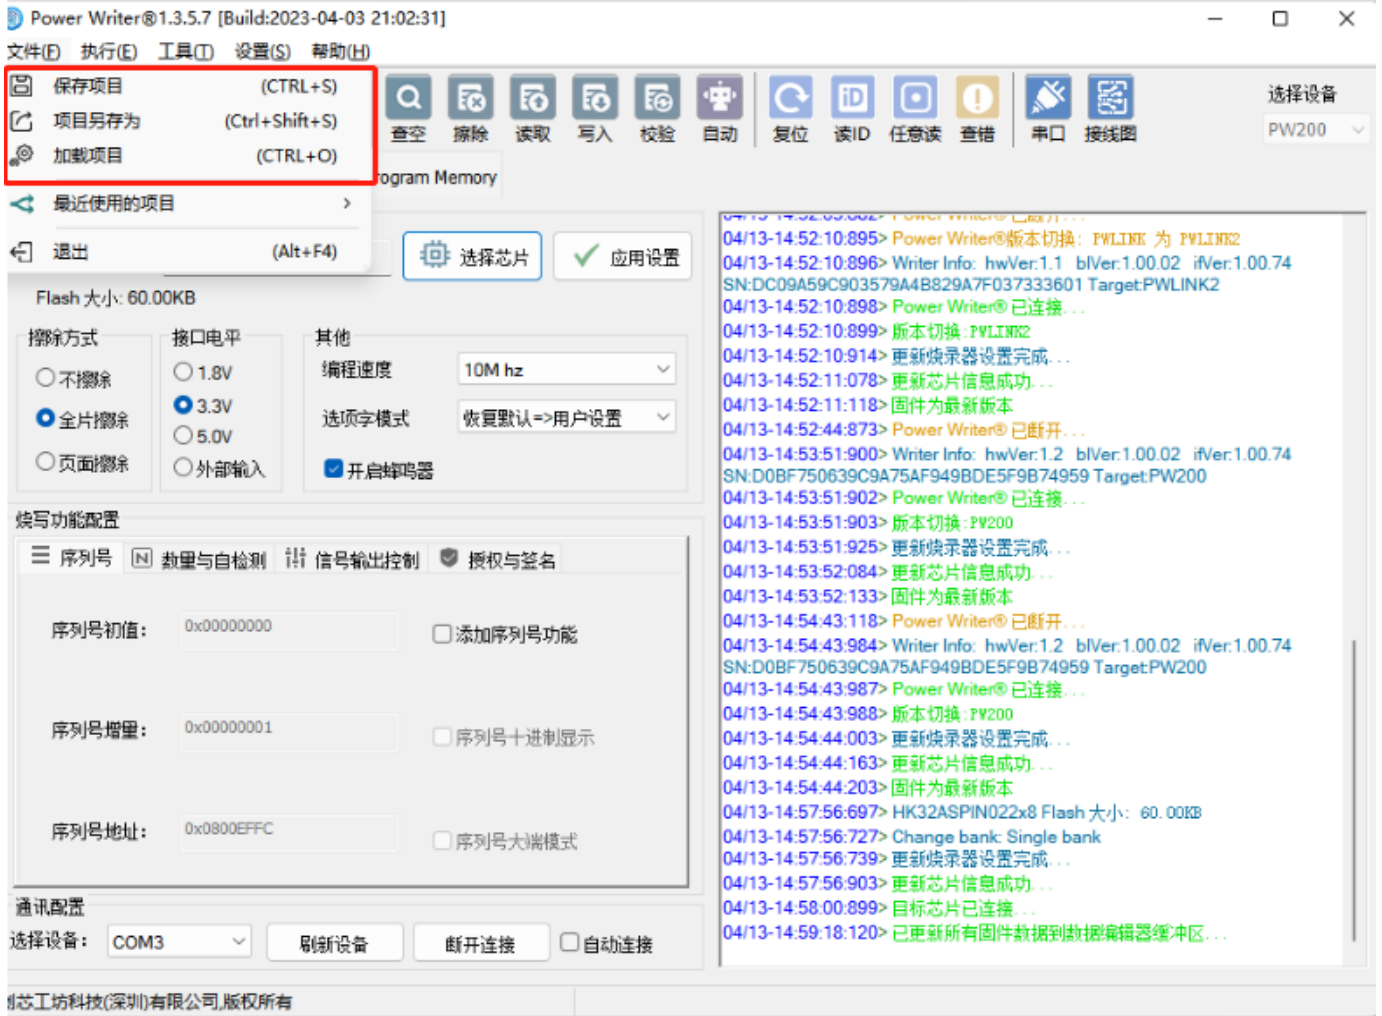 Power Writer®1.3.5.7 [Build:2023-04-03 21:02:31]
文件(F) 执行(E) 工具(T) 设置(S) 帮助(H)
保存项目 (CTRL+S)
项目另存为 (Ctrl+Shift+S)
加载项目 (CTRL+O)
最近使用的项目
退出 (Alt+F4)
查空 擦除 读取 写入 校验 自动 复位 读ID 任意读 查错 串口 接线图
选择设备
PW200
rogram Memory
选择芯片 应用设置
Flash 大小: 60.00KB
擦除方式
不擦除
全片擦除
页面擦除
接口电平
1.8V
3.3V
5.0V
外部输入
其他
编程速度 10M hz
选项字模式 恢复默认=>用户设置
开启蜂鸣器
烧写功能配置
序列号 数量与自检测 信号输出控制 授权与签名
序列号初值: 0x00000000 添加序列号功能
序列号增量: 0x00000001 序列号十进制显示
序列号地址: 0x0800EFFC 序列号大端模式
通讯配置
选择设备: COM3 刷新设备 断开连接 自动连接
创芯工坊科技(深圳)有限公司,版权所有
04/13-14:52:10:895> Power Writer®版本切换: PWLINK 为 PWLINK2
04/13-14:52:10:896> Writer Info: hwVer:1.1 blVer:1.00.02 ifVer:1.00.74
SN:DC09A59C903579A4B829A7F037333601 Target:PWLINK2
04/13-14:52:10:898> Power Writer® 已连接...
04/13-14:52:10:899> 版本切换:PWLINK2
04/13-14:52:10:914> 更新烧录器设置完成...
04/13-14:52:11:078> 更新芯片信息成功...
04/13-14:52:11:118> 固件为最新版本
04/13-14:52:44:873> Power Writer® 已断开...
04/13-14:53:51:900> Writer Info: hwVer:1.2 blVer:1.00.02 ifVer:1.00.74
SN:D0BF750639C9A75AF949BDE5F9B74959 Target:PW200
04/13-14:53:51:902> Power Writer® 已连接...
04/13-14:53:51:903> 版本切换:PW200
04/13-14:53:51:925> 更新烧录器设置完成...
04/13-14:53:52:084> 更新芯片信息成功...
04/13-14:53:52:133> 固件为最新版本
04/13-14:54:43:118> Power Writer® 已断开...
04/13-14:54:43:984> Writer Info: hwVer:1.2 blVer:1.00.02 ifVer:1.00.74
SN:D0BF750639C9A75AF949BDE5F9B74959 Target:PW200
04/13-14:54:43:987> Power Writer® 已连接...
04/13-14:54:43:988> 版本切换:PW200
04/13-14:54:44:003> 更新烧录器设置完成...
04/13-14:54:44:163> 更新芯片信息成功...
04/13-14:54:44:203> 固件为最新版本
04/13-14:57:56:697> HK32ASPIN022x8 Flash 大小: 60.00KB
04/13-14:57:56:727> Change bank: Single bank
04/13-14:57:56:739> 更新烧录器设置完成...
04/13-14:57:56:903> 更新芯片信息成功...
04/13-14:58:00:899> 目标芯片已连接...
04/13-14:59:18:120> 已更新所有固件数据到数据编辑器缓冲区...